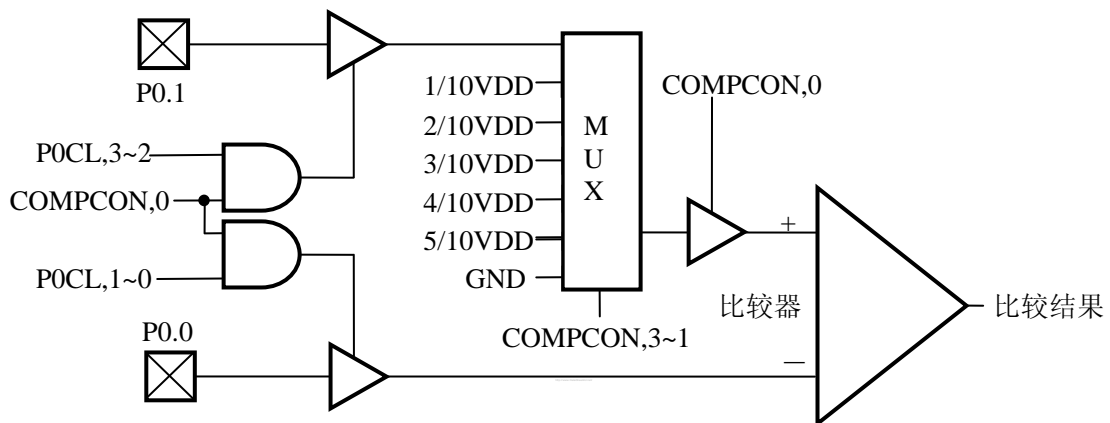 P0.1
P0CL,3~2
COMPCON,0
P0CL,1~0
P0.0
1/10VDD
2/10VDD
3/10VDD
4/10VDD
5/10VDD
GND
M
U
X
COMPCON,3~1
COMPCON,0
+
比较器
—
比较结果